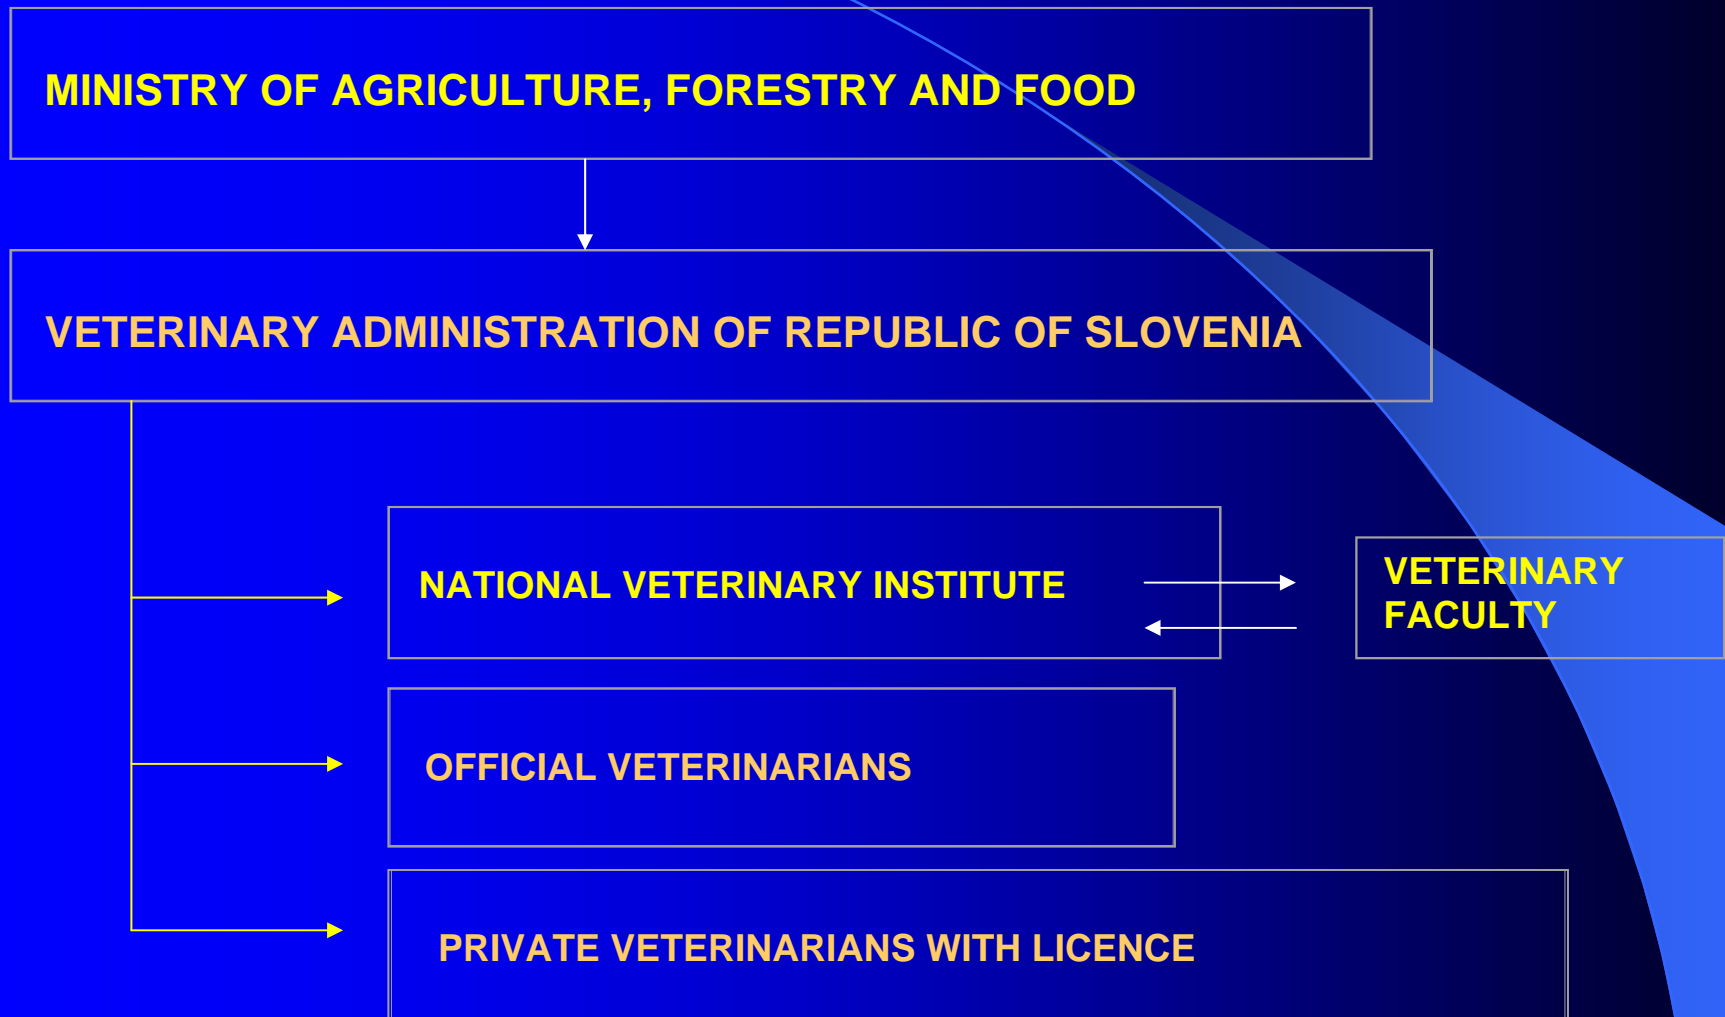 MINISTRY OF AGRICULTURE, FORESTRY AND FOOD
VETERINARY ADMINISTRATION OF REPUBLIC OF SLOVENIA
NATIONAL VETERINARY INSTITUTE
VETERINARY
FACULTY
OFFICIAL VETERINARIANS
PRIVATE VETERINARIANS WITH LICENCE